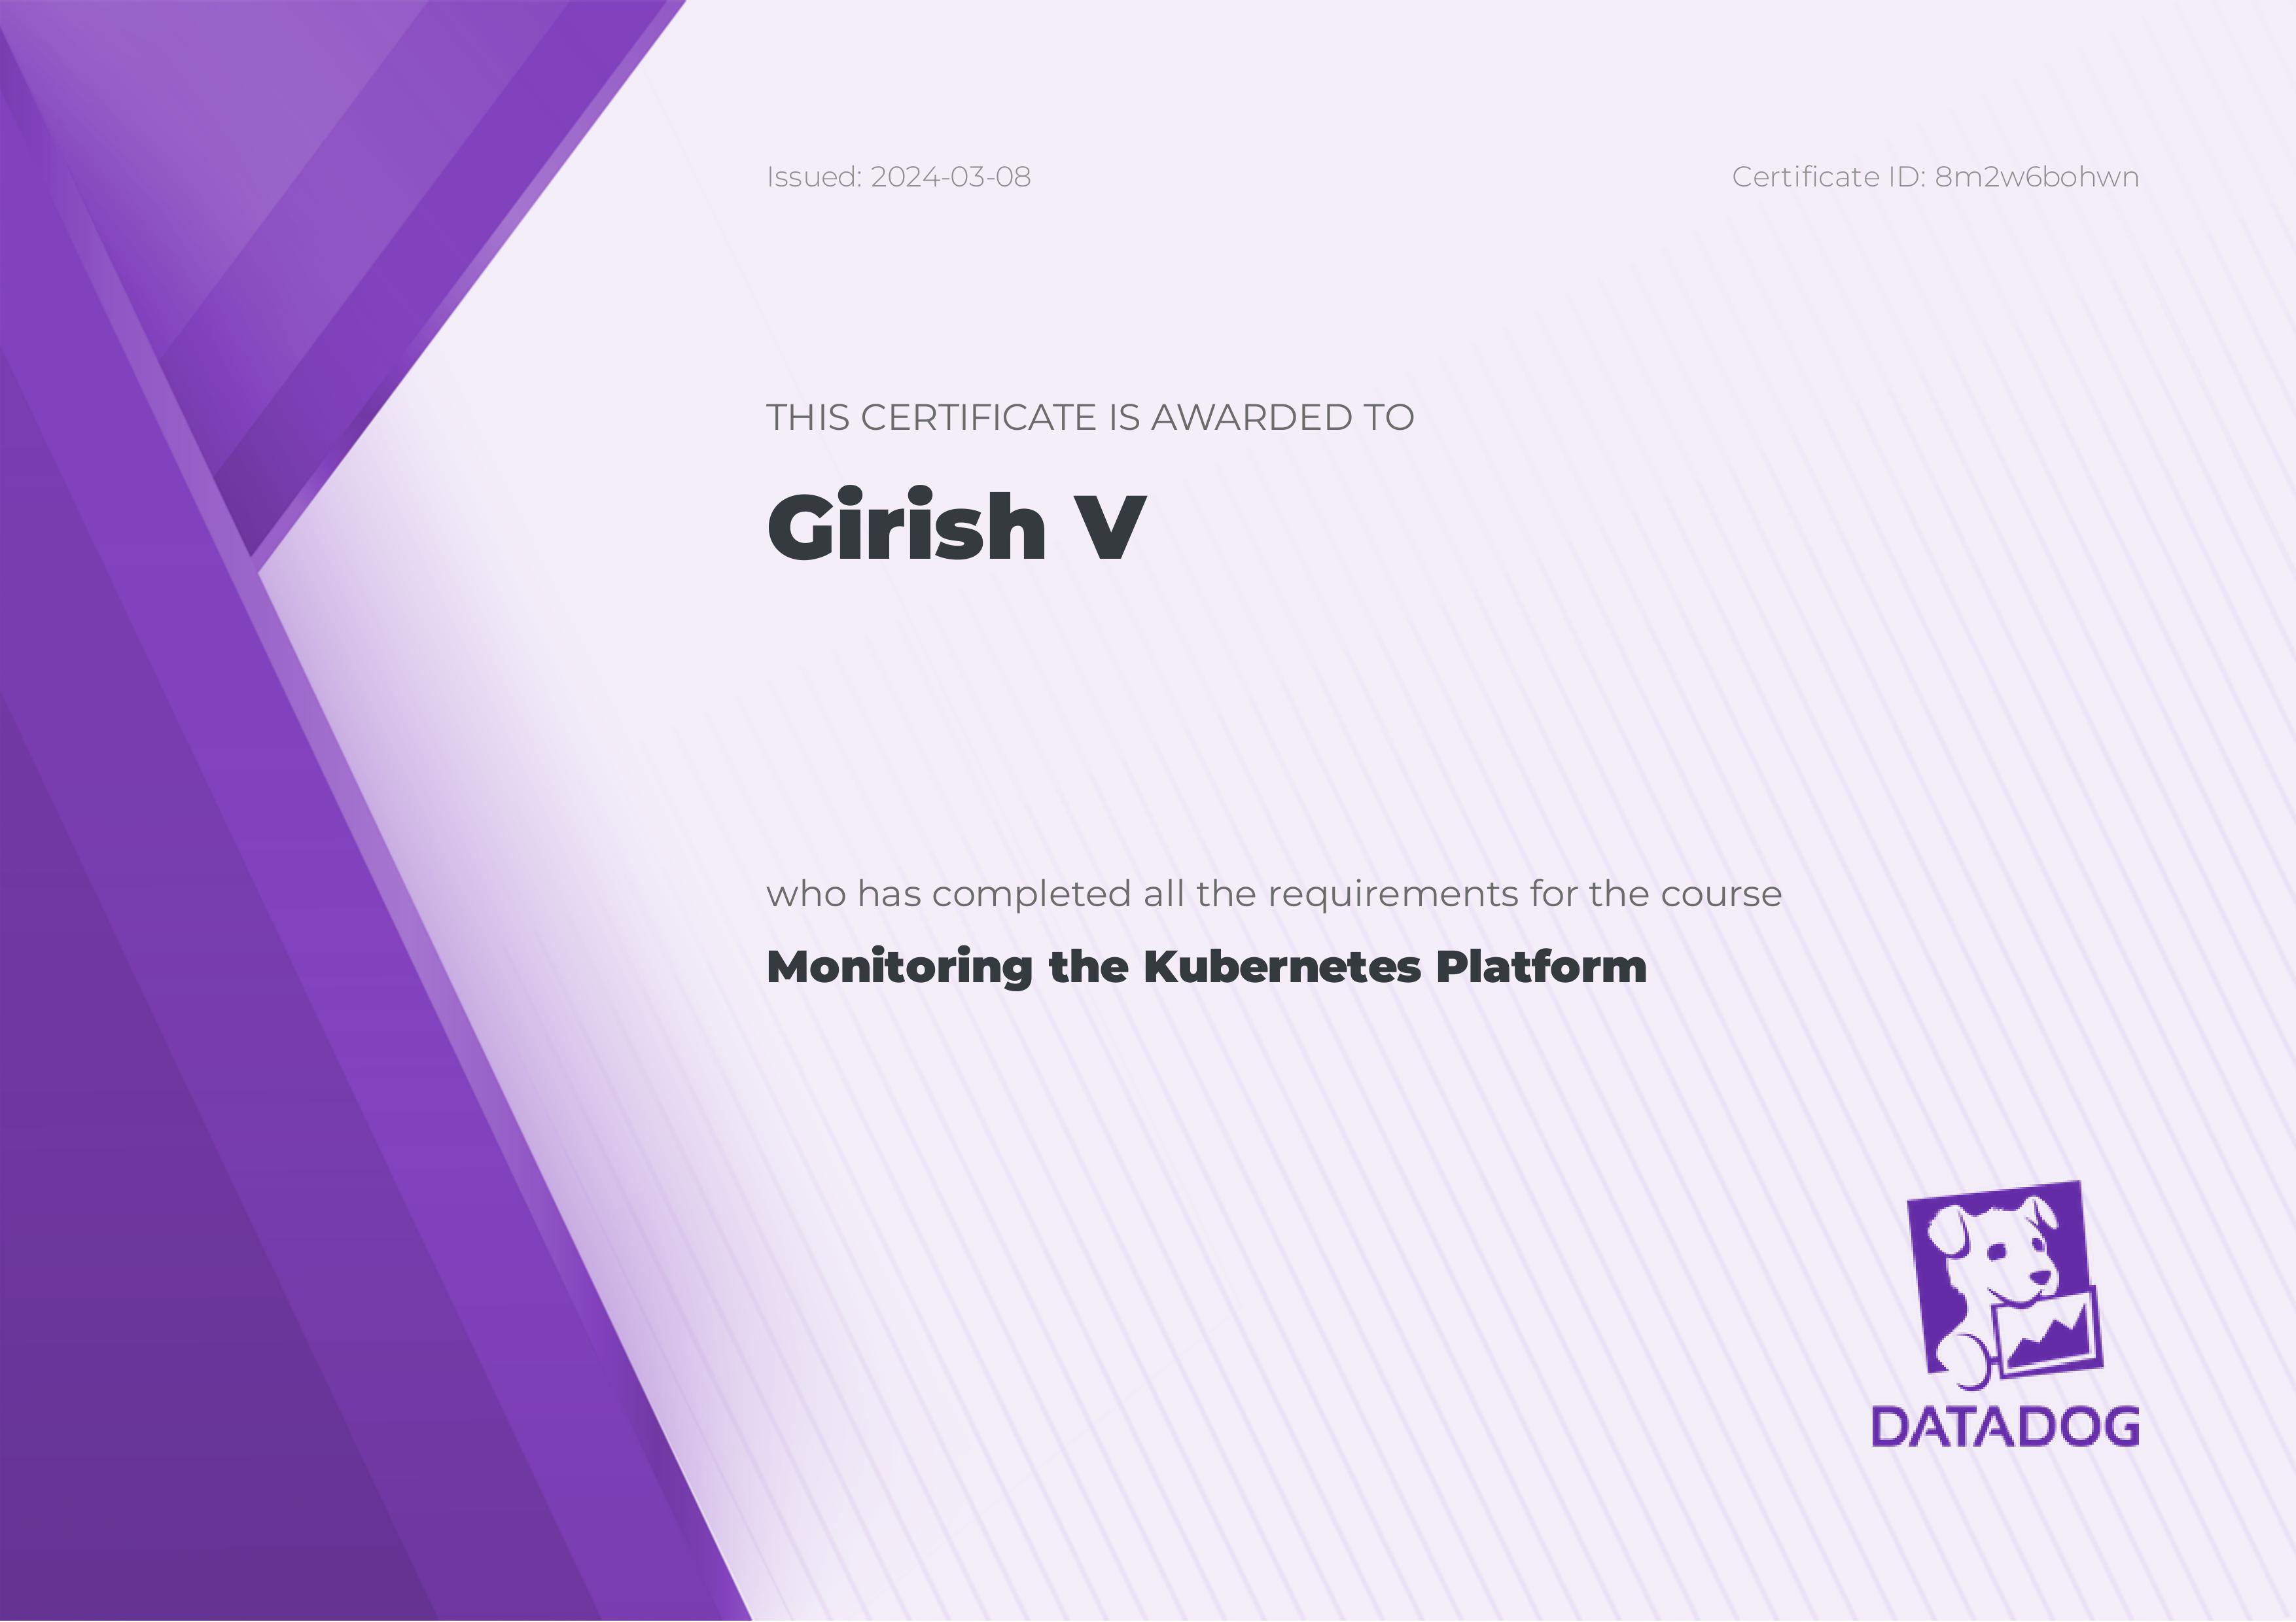 Issued: 2024-03-08
Certificate ID: 8m2w6bohwn
THIS CERTIFICATE IS AWARDED TO
Girish V
who has completed all the requirements for the course
Monitoring the Kubernetes Platform
DATADOG